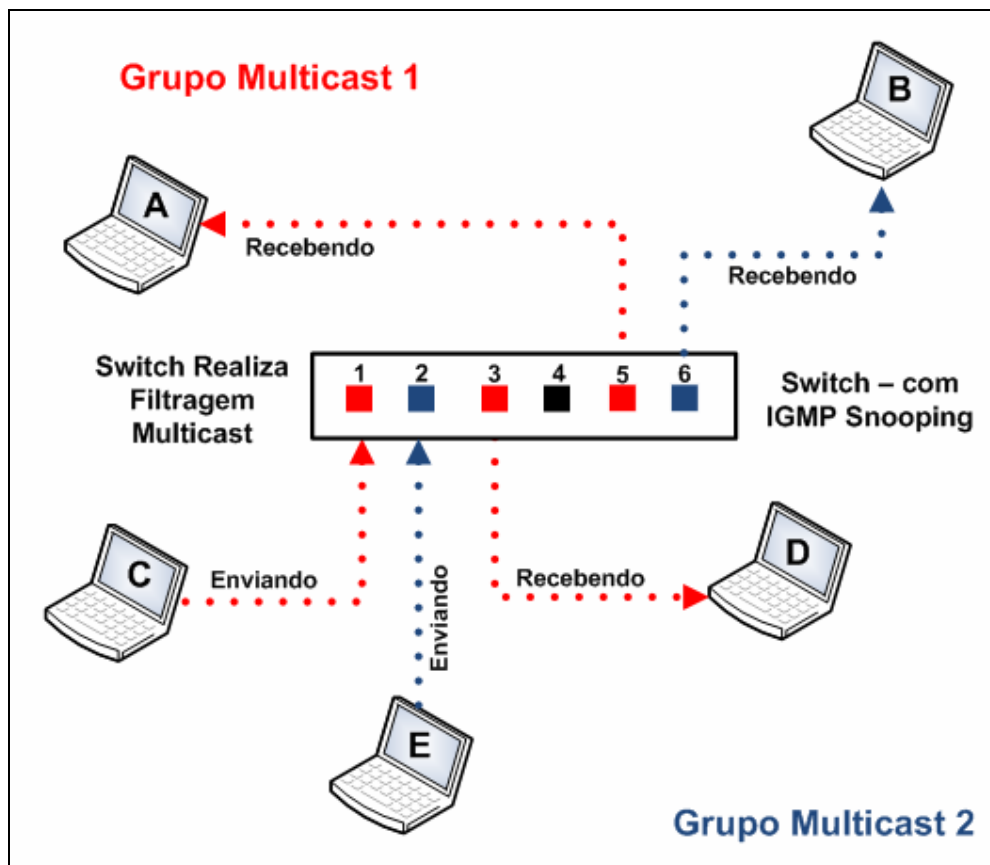 Grupo Multicast 1
B
A
Recebendo
Recebendo
Switch Realiza
Filtragem
Multicast
1 2 3 4 5 6
Switch – com
IGMP Snooping
C
Enviando
Enviando
Recebendo
D
E
Grupo Multicast 2